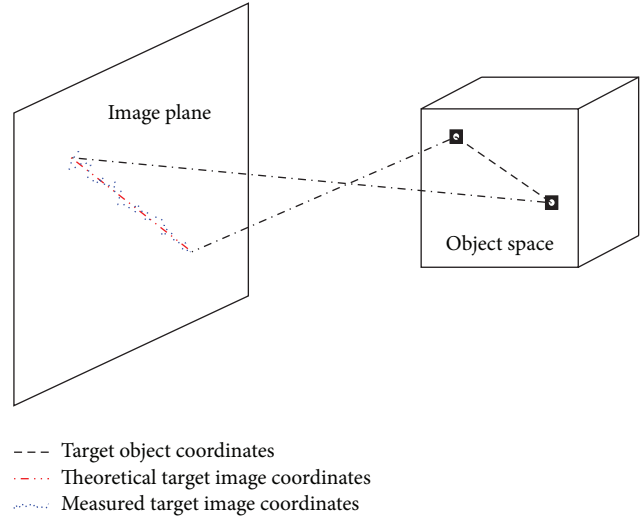 Image plane
Object space
Target object coordinates
Theoretical target image coordinates
Measured target image coordinates